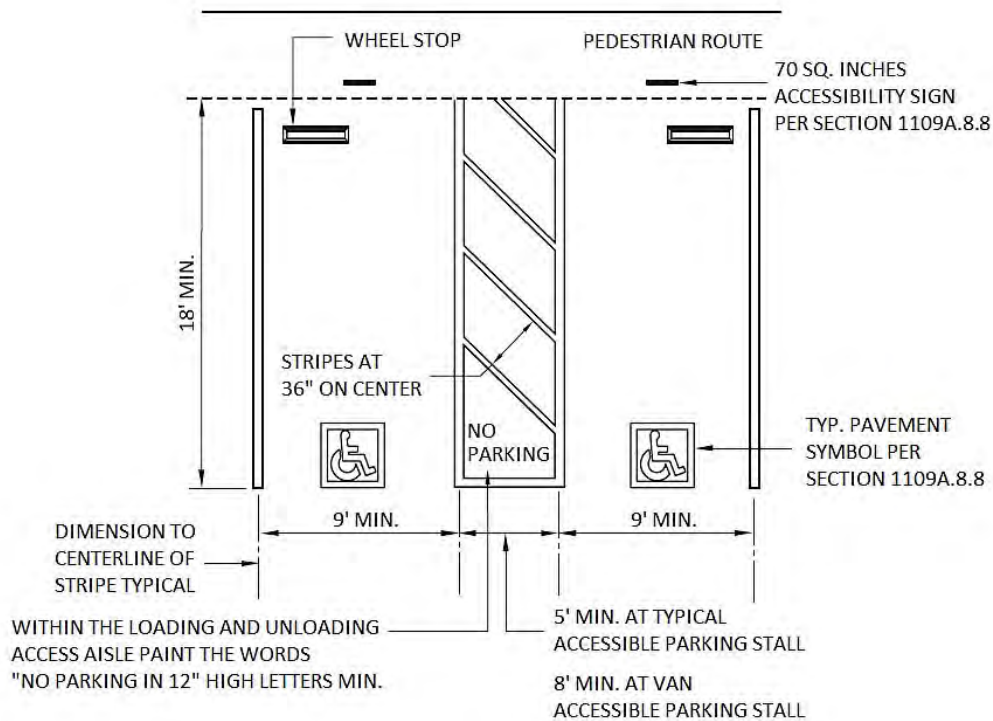 WHEEL STOP
PEDESTRIAN ROUTE
70 SQ. INCHES
ACCESSIBILITY SIGN
PER SECTION 1109A.8.8
18' MIN.
STRIPES AT
36" ON CENTER
NO
PARKING
TYP. PAVEMENT
SYMBOL PER
SECTION 1109A.8.8
9' MIN.
9' MIN.
DIMENSION TO
CENTERLINE OF
STRIPE TYPICAL
WITHIN THE LOADING AND UNLOADING
ACCESS AISLE PAINT THE WORDS
"NO PARKING IN 12" HIGH LETTERS MIN.
5' MIN. AT TYPICAL
ACCESSIBLE PARKING STALL
8' MIN. AT VAN
ACCESSIBLE PARKING STALL